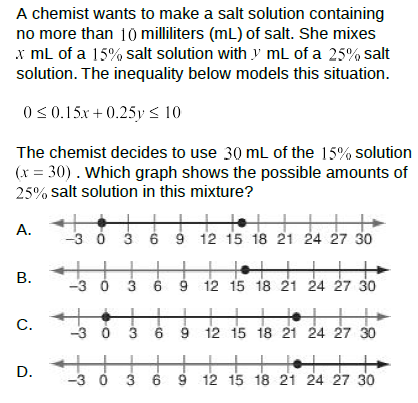 A chemist wants to make a salt solution containing
no more than 10 milliliters (mL) of salt. She mixes
x mL of a 15% salt solution with y mL of a 25% salt
solution. The inequality below models this situation.
0 ≤ 0.15x + 0.25y ≤ 10
The chemist decides to use 30 mL of the 15% solution
(x = 30) . Which graph shows the possible amounts of
25% salt solution in this mixture?
A.
-3 0 3 6 9 12 15 18 21 24 27 30
B.
-3 0 3 6 9 12 15 18 21 24 27 30
C.
-3 0 3 6 9 12 15 18 21 24 27 30
D.
-3 0 3 6 9 12 15 18 21 24 27 30